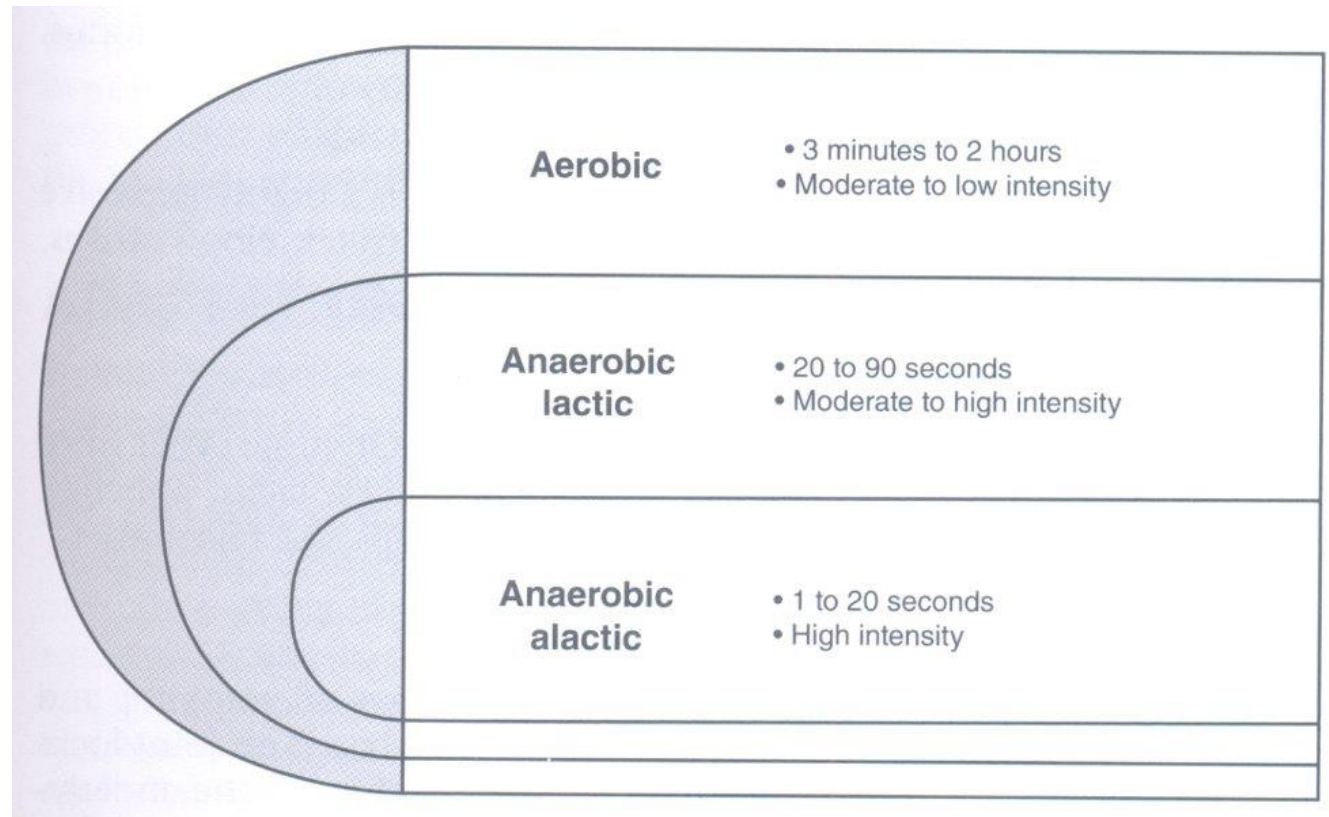 Aerobic
• 3 minutes to 2 hours
• Moderate to low intensity
Anaerobic
lactic
• 20 to 90 seconds
• Moderate to high intensity
Anaerobic
alactic
• 1 to 20 seconds
• High intensity